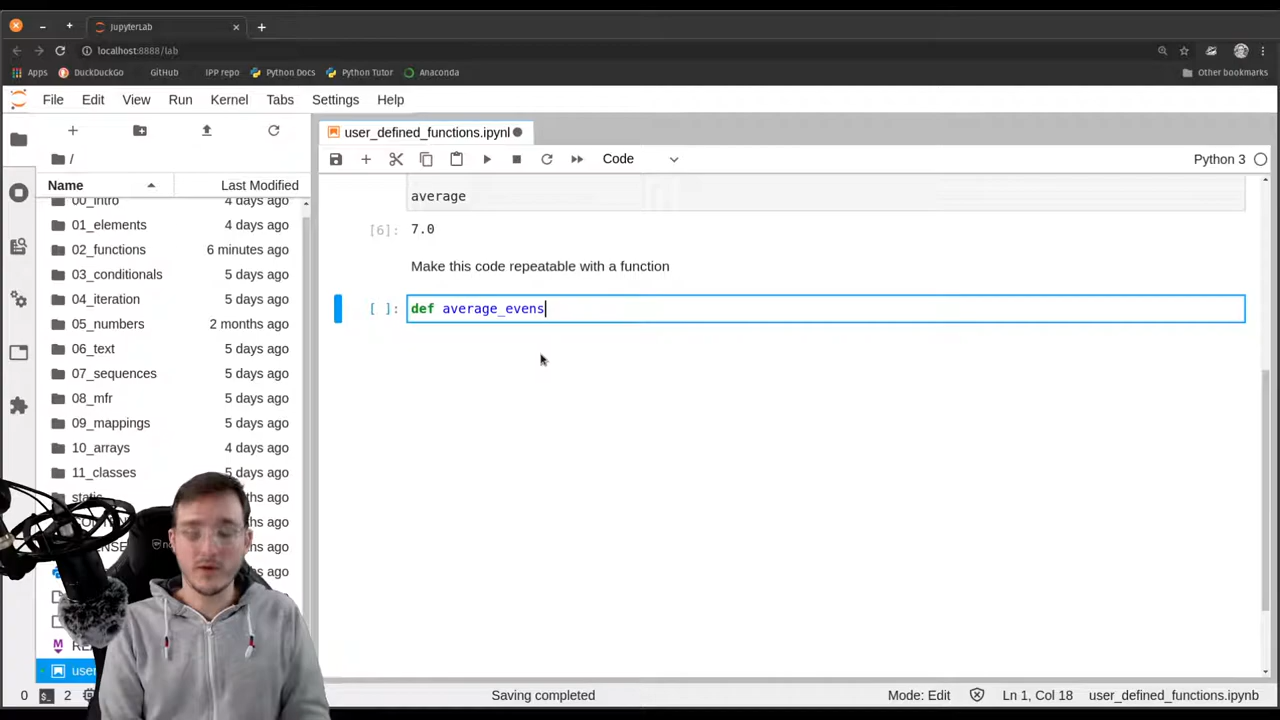 JupyterLab
localhost:8888/lab
Apps DuckDuckGo GitHub IPP repo Python Docs Python Tutor Anaconda Other bookmarks
File Edit View Run Kernel Tabs Settings Help
user_defined_functions.ipynl
/
Code
Python 3
Name Last Modified
00_intro 4 days ago
01_elements 4 days ago
02_functions 6 minutes ago
03_conditionals 5 days ago
04_iteration 5 days ago
05_numbers 2 months ago
06_text 5 days ago
07_sequences 5 days ago
08_mfr 5 days ago
09_mappings 5 days ago
10_arrays 4 days ago
11_classes 5 days ago
average
[6]: 7.0
Make this code repeatable with a function
[ ]: def average_evens
0 2 Saving completed Mode: Edit Ln 1, Col 18 user_defined_functions.ipynb